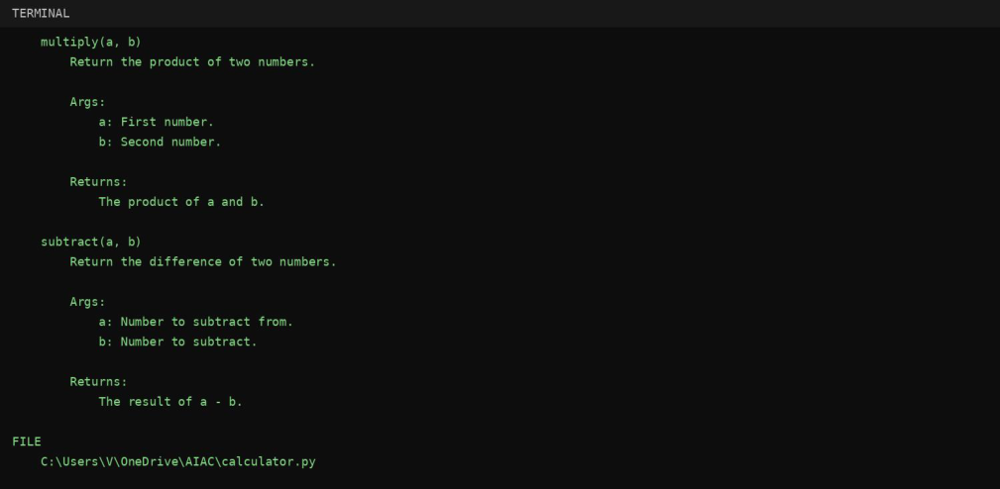 TERMINAL
multiply(a, b)
Return the product of two numbers.
Args:
a: First number.
b: Second number.
Returns:
The product of a and b.
subtract(a, b)
Return the difference of two numbers.
Args:
a: Number to subtract from.
b: Number to subtract.
Returns:
The result of a - b.
FILE
C:\Users\V\OneDrive\AIAC\calculator.py